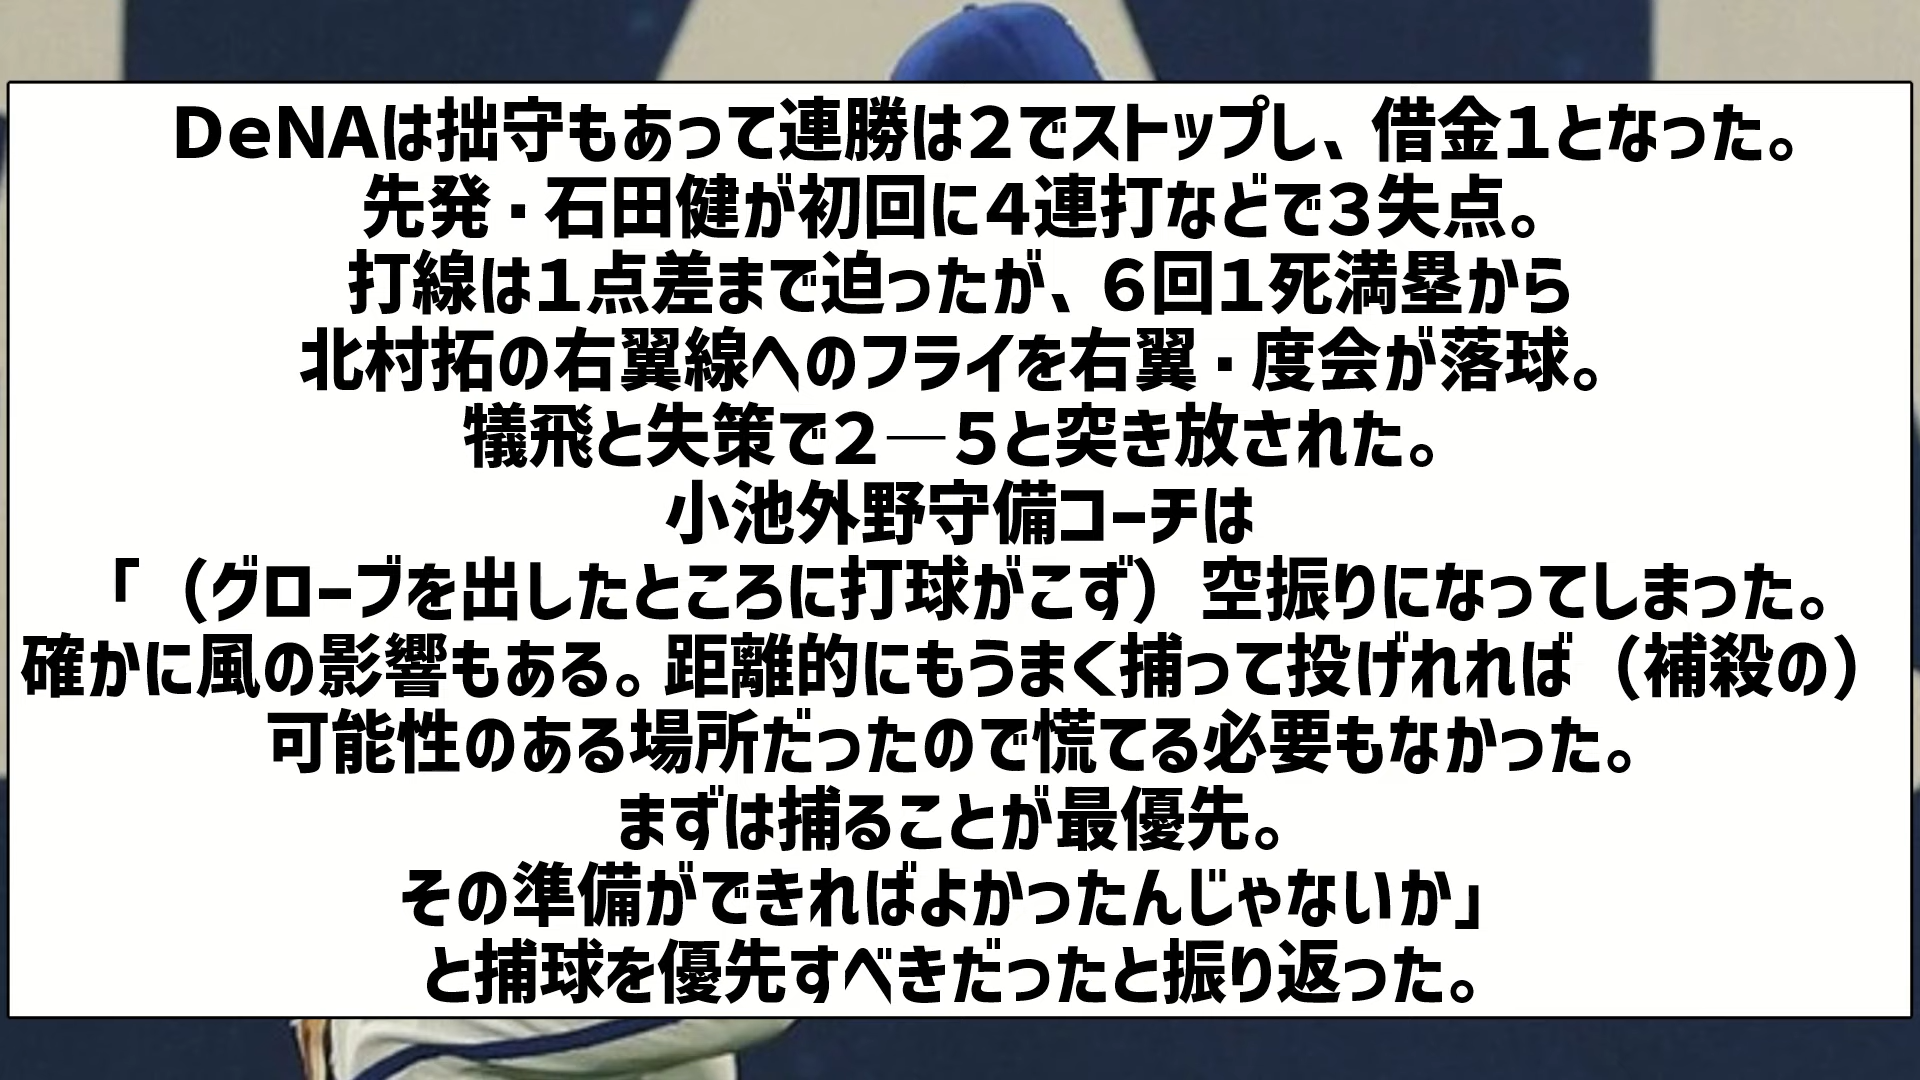 DeNAは拙守もあって連勝は２でストップし、借金１となった。
先発・石田健が初回に４連打などで３失点。
打線は１点差まで迫ったが、６回１死満塁から
北村拓の右翼線へのフライを右翼・度会が落球。
犠飛と失策で２―５と突き放された。
小池外野守備コーチは
「（グローブを出したところに打球がこず）空振りになってしまった。
確かに風の影響もある。距離的にもうまく捕って投げれれば（補殺の）
可能性のある場所だったので慌てる必要もなかった。
まずは捕ることが最優先。
その準備ができればよかったんじゃないか」
と捕球を優先すべきだったと振り返った。